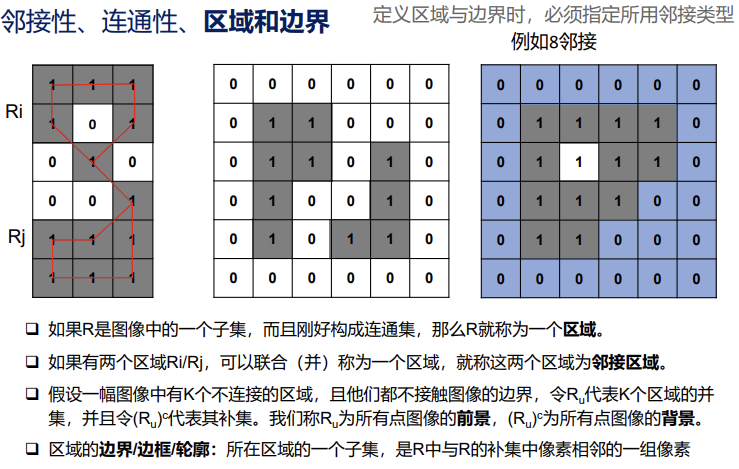 邻接性、连通性、区域和边界
定义区域与边界时，必须指定所用邻接类型
例如8邻接
Ri
Rj
1 1 1
1 0 1
0 1 0
0 0 1
1 1 1
1 1 1
0 0 0 0 0 0
0 1 1 0 0 0
0 1 1 0 1 0
0 1 0 0 1 0
0 1 0 1 1 0
0 0 0 0 0 0
0 0 0 0 0 0
0 1 1 1 1 0
0 1 1 1 1 0
0 1 1 1 0 0
0 1 1 0 0 0
0 0 0 0 0 0
如果R是图像中的一个子集，而且刚好构成连通集，那么R就称为一个区域。
如果有两个区域Ri/Rj，可以联合（并）称为一个区域，就称这两个区域为邻接区域。
假设一幅图像中有K个不连接的区域，且他们都不接触图像的边界，令Ru代表K个区域的并
集，并且令(Ru)c代表其补集。我们称Ru为所有点图像的前景，(Ru)c为所有点图像的背景。
区域的边界/边框/轮廓：所在区域的一个子集，是R中与R的补集中像素相邻的一组像素